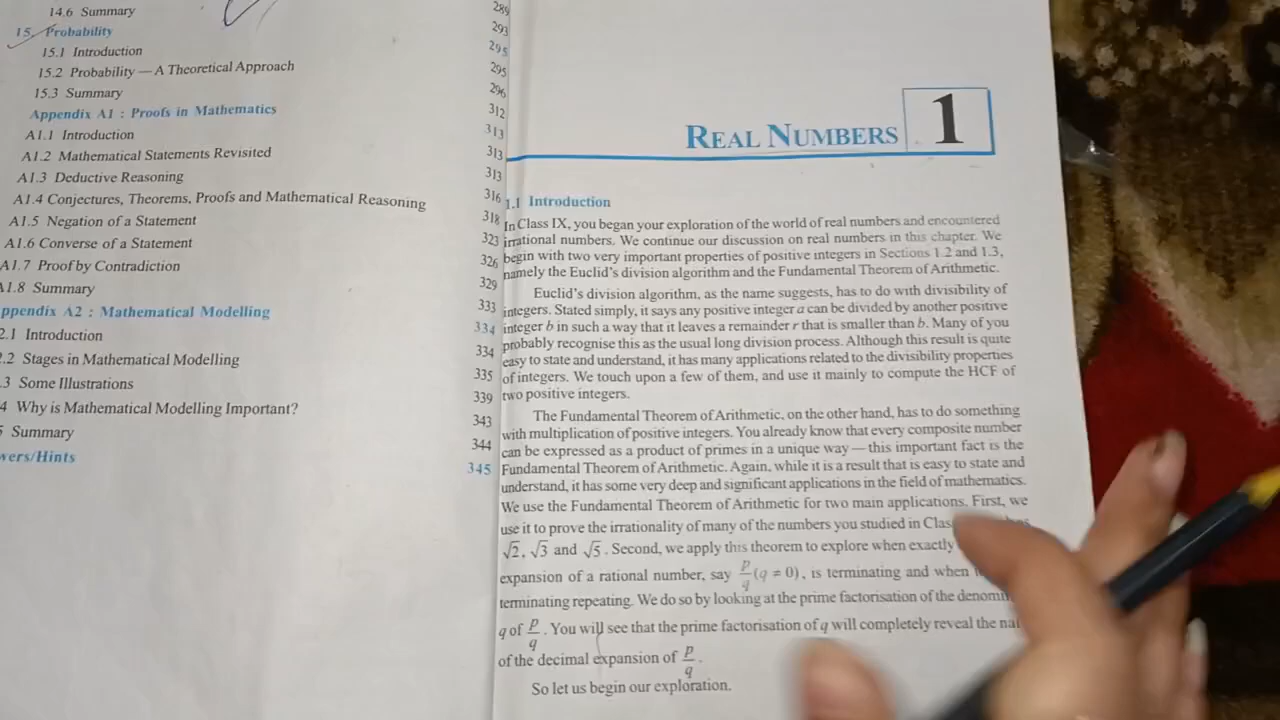 14.6 Summary
15. Probability
15.1 Introduction
15.2 Probability — A Theoretical Approach
15.3 Summary
Appendix A1 : Proofs in Mathematics
A1.1 Introduction
A1.2 Mathematical Statements Revisited
A1.3 Deductive Reasoning
A1.4 Conjectures, Theorems, Proofs and Mathematical Reasoning
A1.5 Negation of a Statement
A1.6 Converse of a Statement
A1.7 Proof by Contradiction
A1.8 Summary
ppendix A2 : Mathematical Modelling
2.1 Introduction
.2 Stages in Mathematical Modelling
.3 Some Illustrations
4 Why is Mathematical Modelling Important?
5 Summary
wers/Hints
289
293
295
295
296
312
313
313
313
316
318
323
326
329
333
334
334
335
339
343
344
345
REAL NUMBERS 1
1.1 Introduction
In Class IX, you began your exploration of the world of real numbers and encountered
irrational numbers. We continue our discussion on real numbers in this chapter. We
begin with two very important properties of positive integers in Sections 1.2 and 1.3,
namely the Euclid's division algorithm and the Fundamental Theorem of Arithmetic.
Euclid's division algorithm, as the name suggests, has to do with divisibility of
integers. Stated simply, it says any positive integer a can be divided by another positive
integer b in such a way that it leaves a remainder r that is smaller than b. Many of you
probably recognise this as the usual long division process. Although this result is quite
easy to state and understand, it has many applications related to the divisibility properties
of integers. We touch upon a few of them, and use it mainly to compute the HCF of
two positive integers.
The Fundamental Theorem of Arithmetic, on the other hand, has to do something
with multiplication of positive integers. You already know that every composite number
can be expressed as a product of primes in a unique way — this important fact is the
Fundamental Theorem of Arithmetic. Again, while it is a result that is easy to state and
understand, it has some very deep and significant applications in the field of mathematics.
We use the Fundamental Theorem of Arithmetic for two main applications. First, we
use it to prove the irrationality of many of the numbers you studied in Clas
√2, √3 and √5. Second, we apply this theorem to explore when exactly
expansion of a rational number, say p/q (q ≠ 0), is terminating and when
terminating repeating. We do so by looking at the prime factorisation of the denomi
q of p/q. You will see that the prime factorisation of q will completely reveal the na
of the decimal expansion of p/q.
So let us begin our exploration.